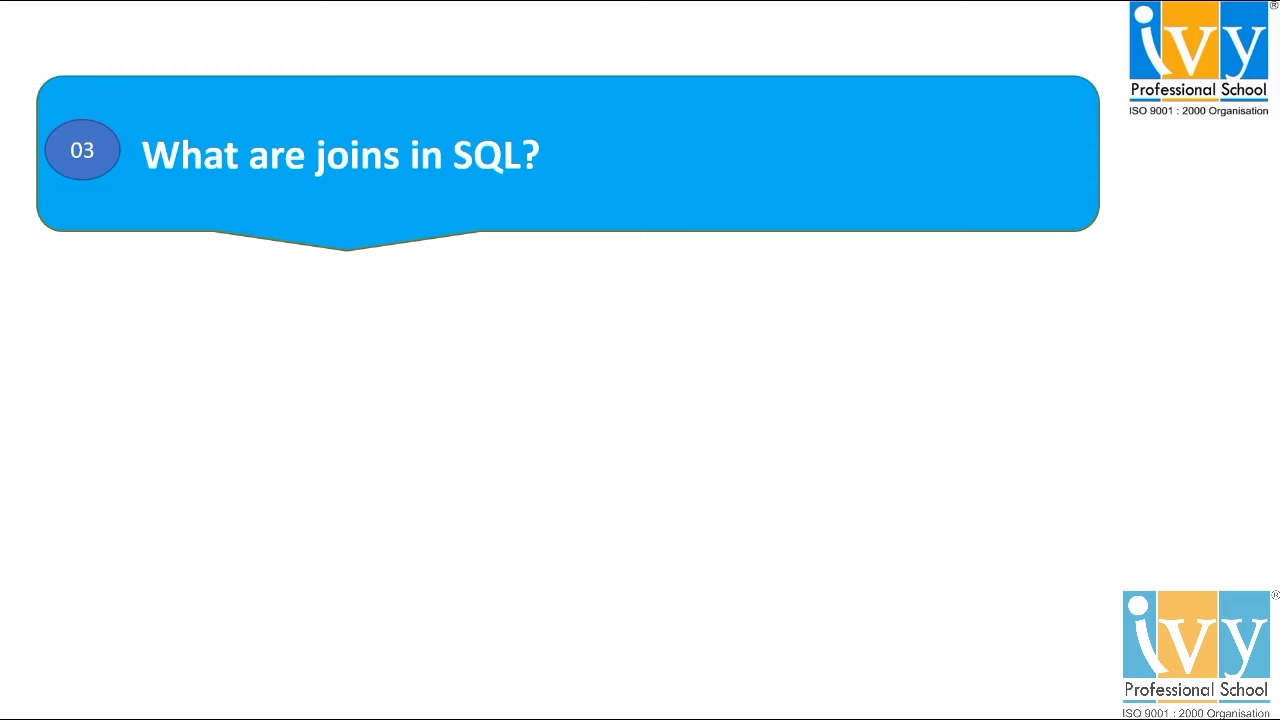 ivy
®
Professional School
ISO 9001 : 2000 Organisation
03
What are joins in SQL?
ivy
®
Professional School
ISO 9001 : 2000 Organisation